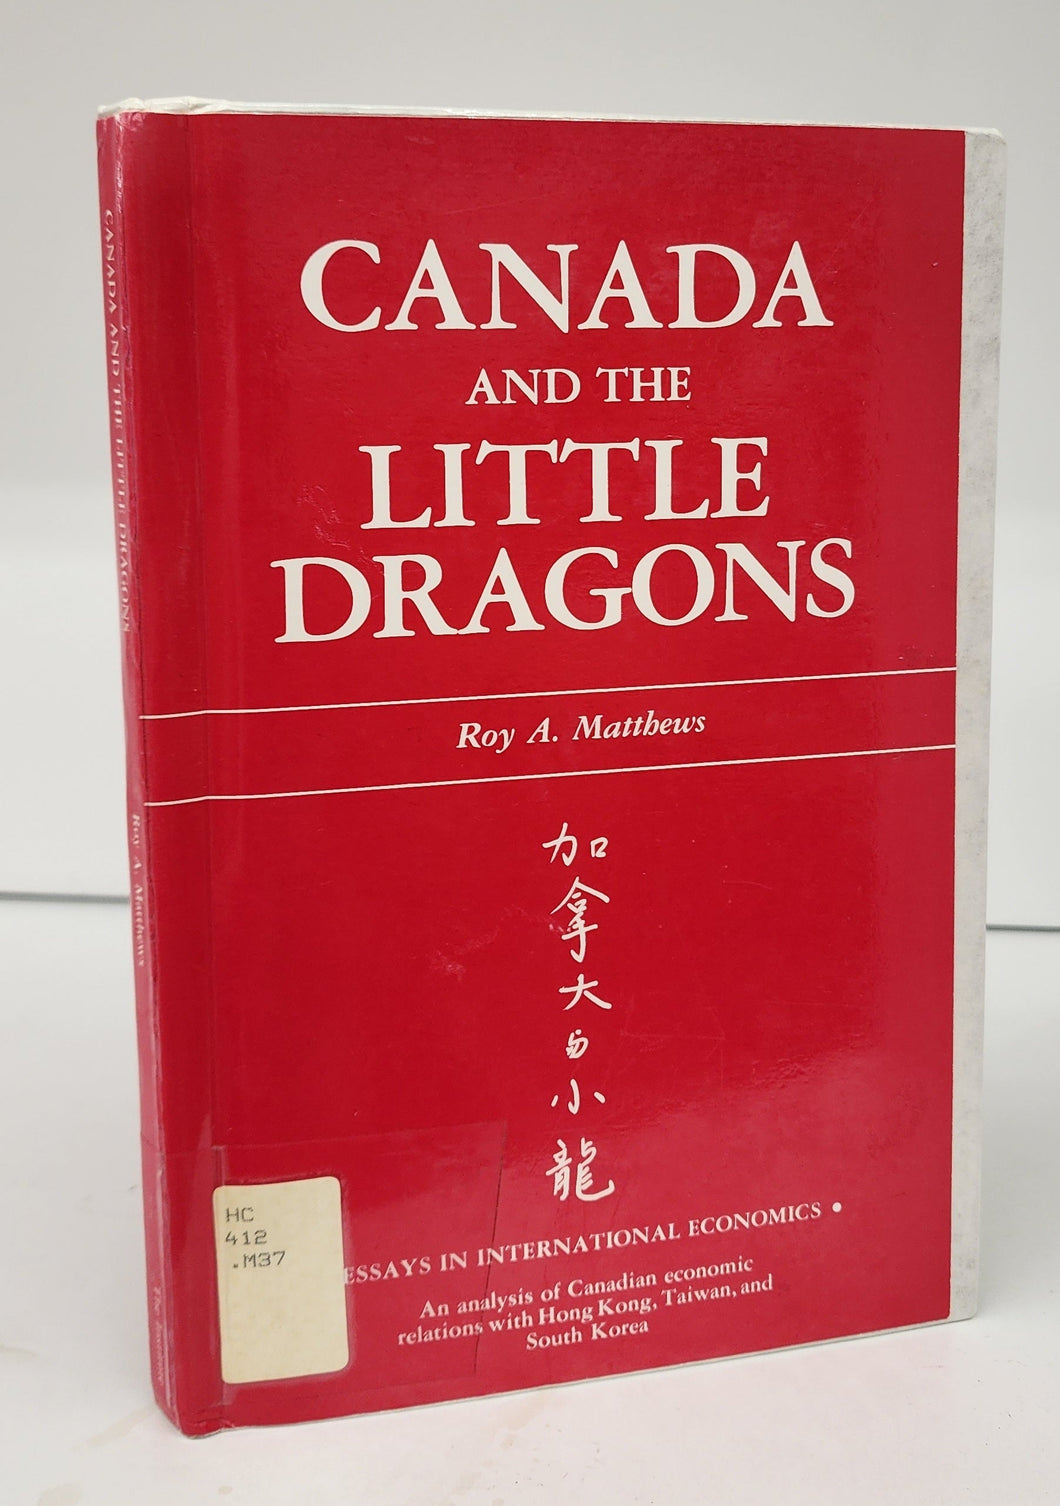 CANADA
AND THE
LITTLE
DRAGONS
Roy A. Matthews
加
拿
大
与
小
龍
ESSAYS IN INTERNATIONAL ECONOMICS •
An analysis of Canadian economic
relations with Hong Kong, Taiwan, and
South Korea
HC
412
.M37
CANADA AND THE LITTLE DRAGONS
Roy A. Matthews